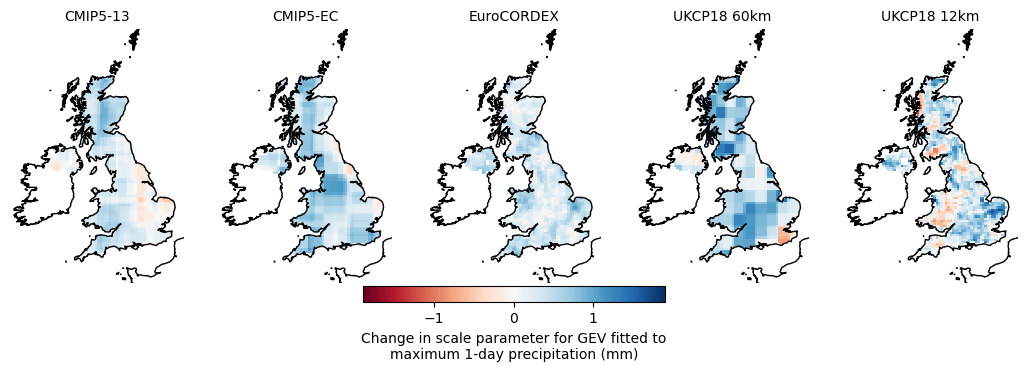 CMIP5-13
CMIP5-EC
EuroCORDEX
UKCP18 60km
UKCP18 12km
−1
0
1
Change in scale parameter for GEV fitted to
maximum 1-day precipitation (mm)